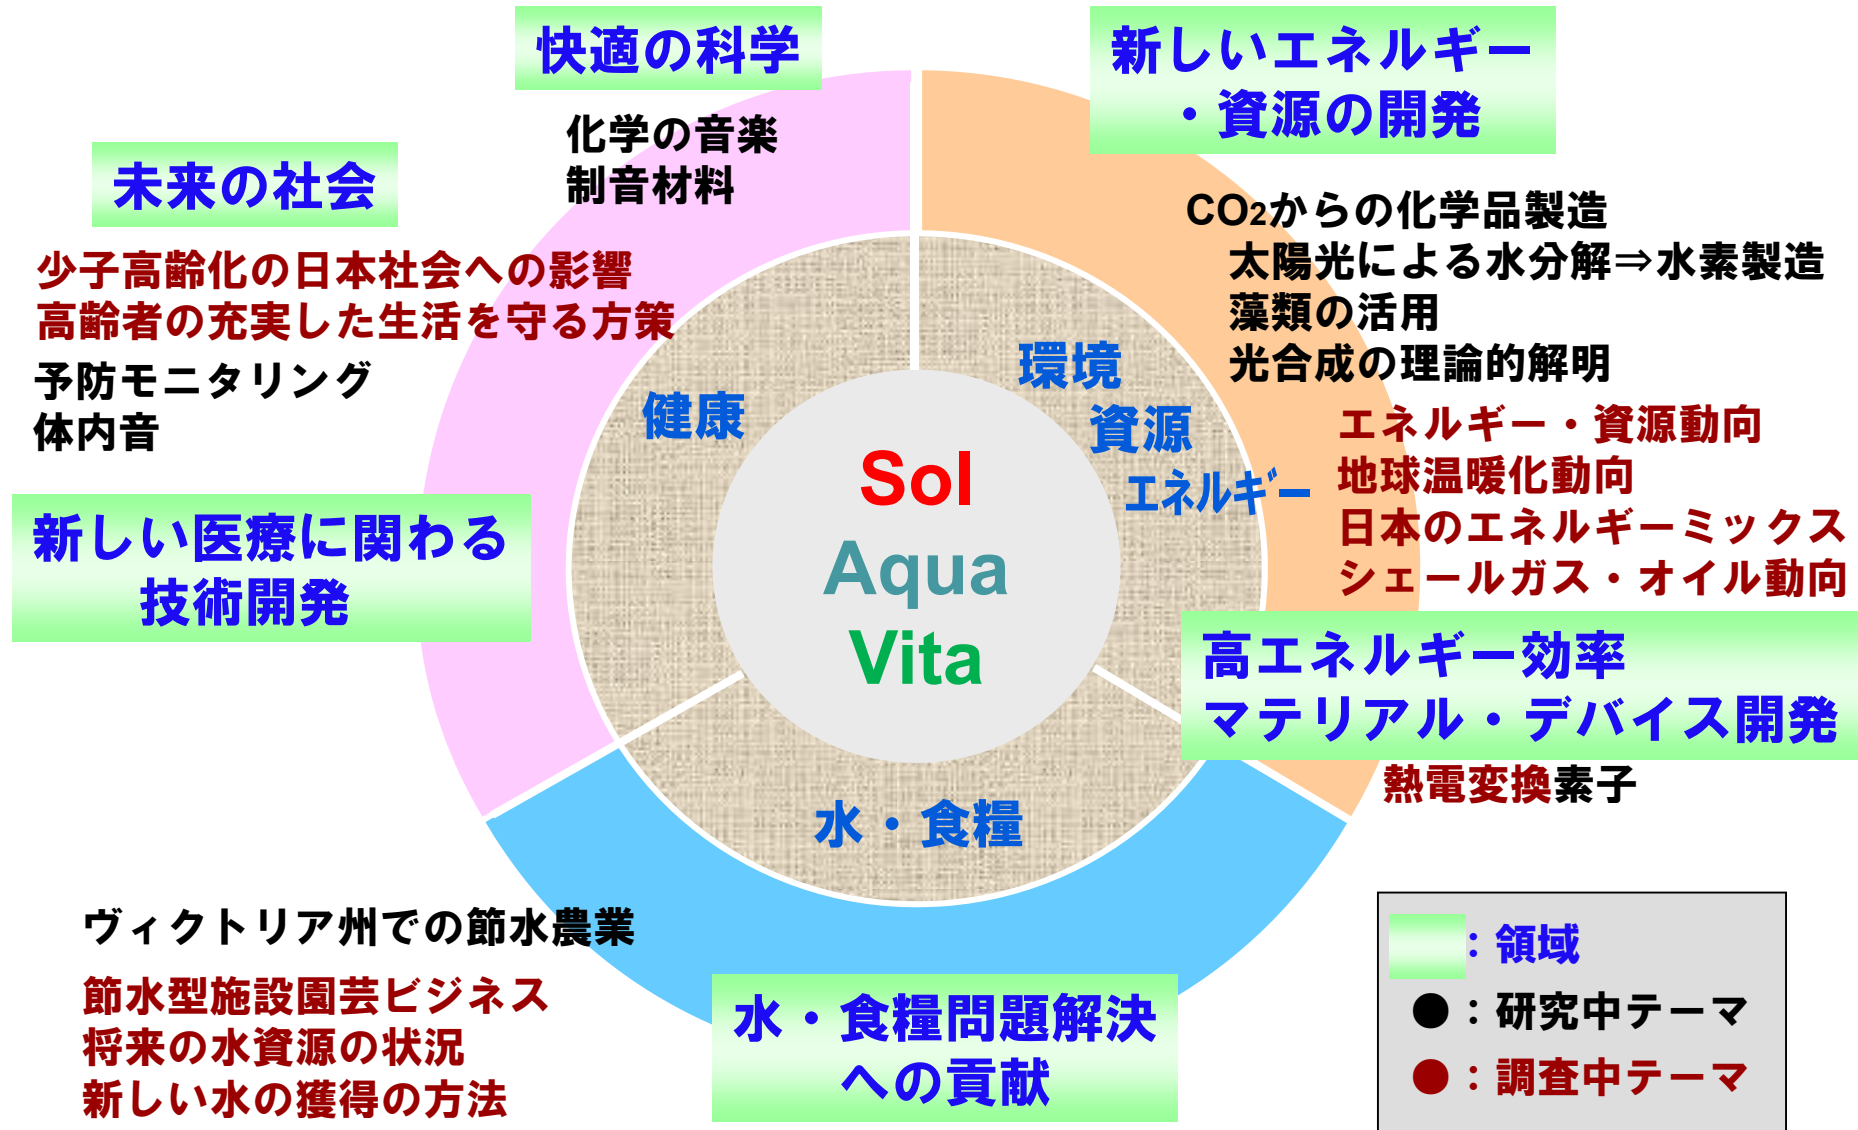 快適の科学
化学の音楽
制音材料
新しいエネルギー
・資源の開発
CO2からの化学品製造
太陽光による水分解⇒水素製造
藻類の活用
光合成の理論的解明
エネルギー・資源動向
地球温暖化動向
日本のエネルギーミックス
シェールガス・オイル動向
未来の社会
少子高齢化の日本社会への影響
高齢者の充実した生活を守る方策
予防モニタリング
体内音
新しい医療に関わる
技術開発
健康
環境
資源
エネルギー
Sol
Aqua
Vita
水・食糧
高エネルギー効率
マテリアル・デバイス開発
熱電変換素子
ヴィクトリア州での節水農業
節水型施設園芸ビジネス
将来の水資源の状況
新しい水の獲得の方法
水・食糧問題解決
への貢献
：領域
●：研究中テーマ
●：調査中テーマ